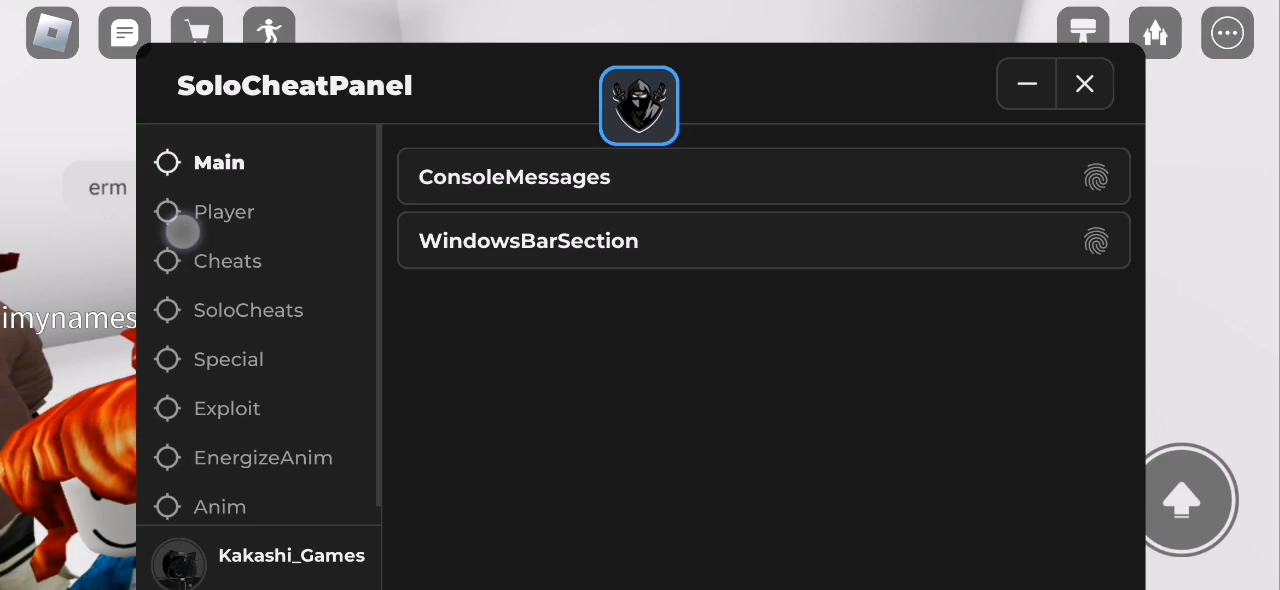 SoloCheatPanel
Main
Player
Cheats
SoloCheats
Special
Exploit
EnergizeAnim
Anim
Kakashi_Games
ConsoleMessages
WindowsBarSection
erm
imynames